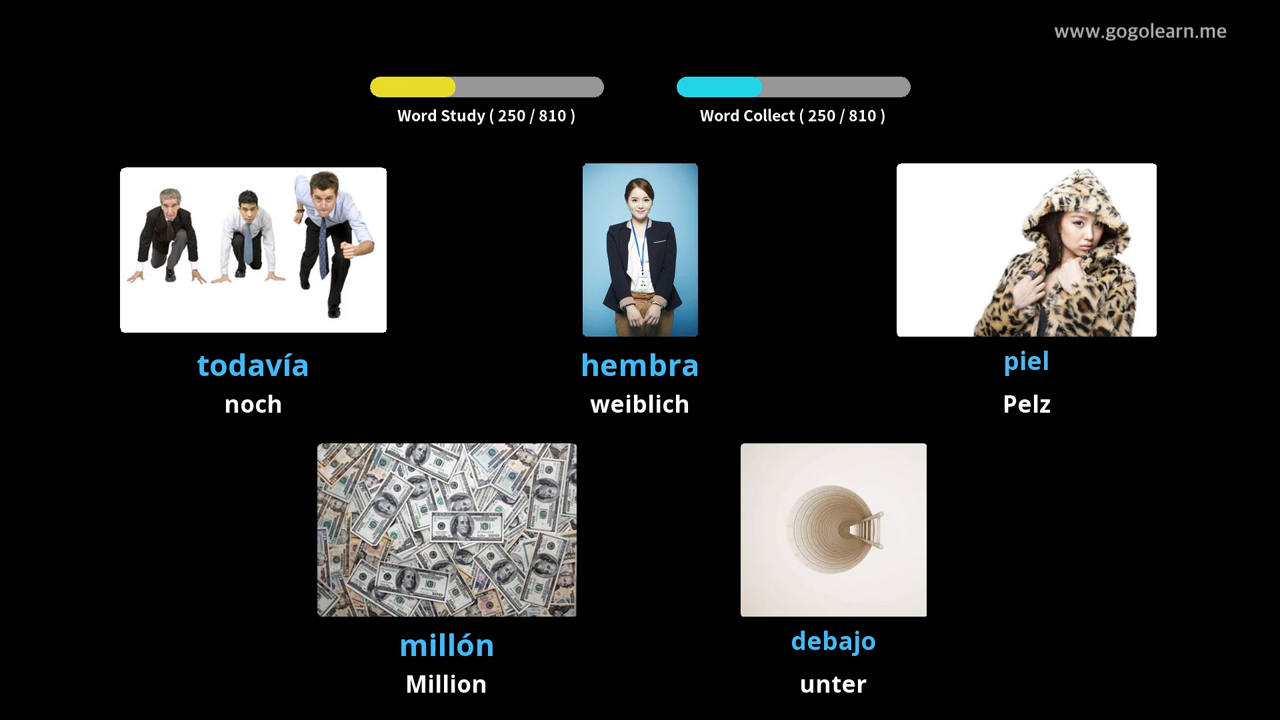 www.gogolearn.me
Word Study ( 250 / 810 )
Word Collect ( 250 / 810 )
todavía
noch
hembra
weiblich
piel
Pelz
millón
Million
debajo
unter